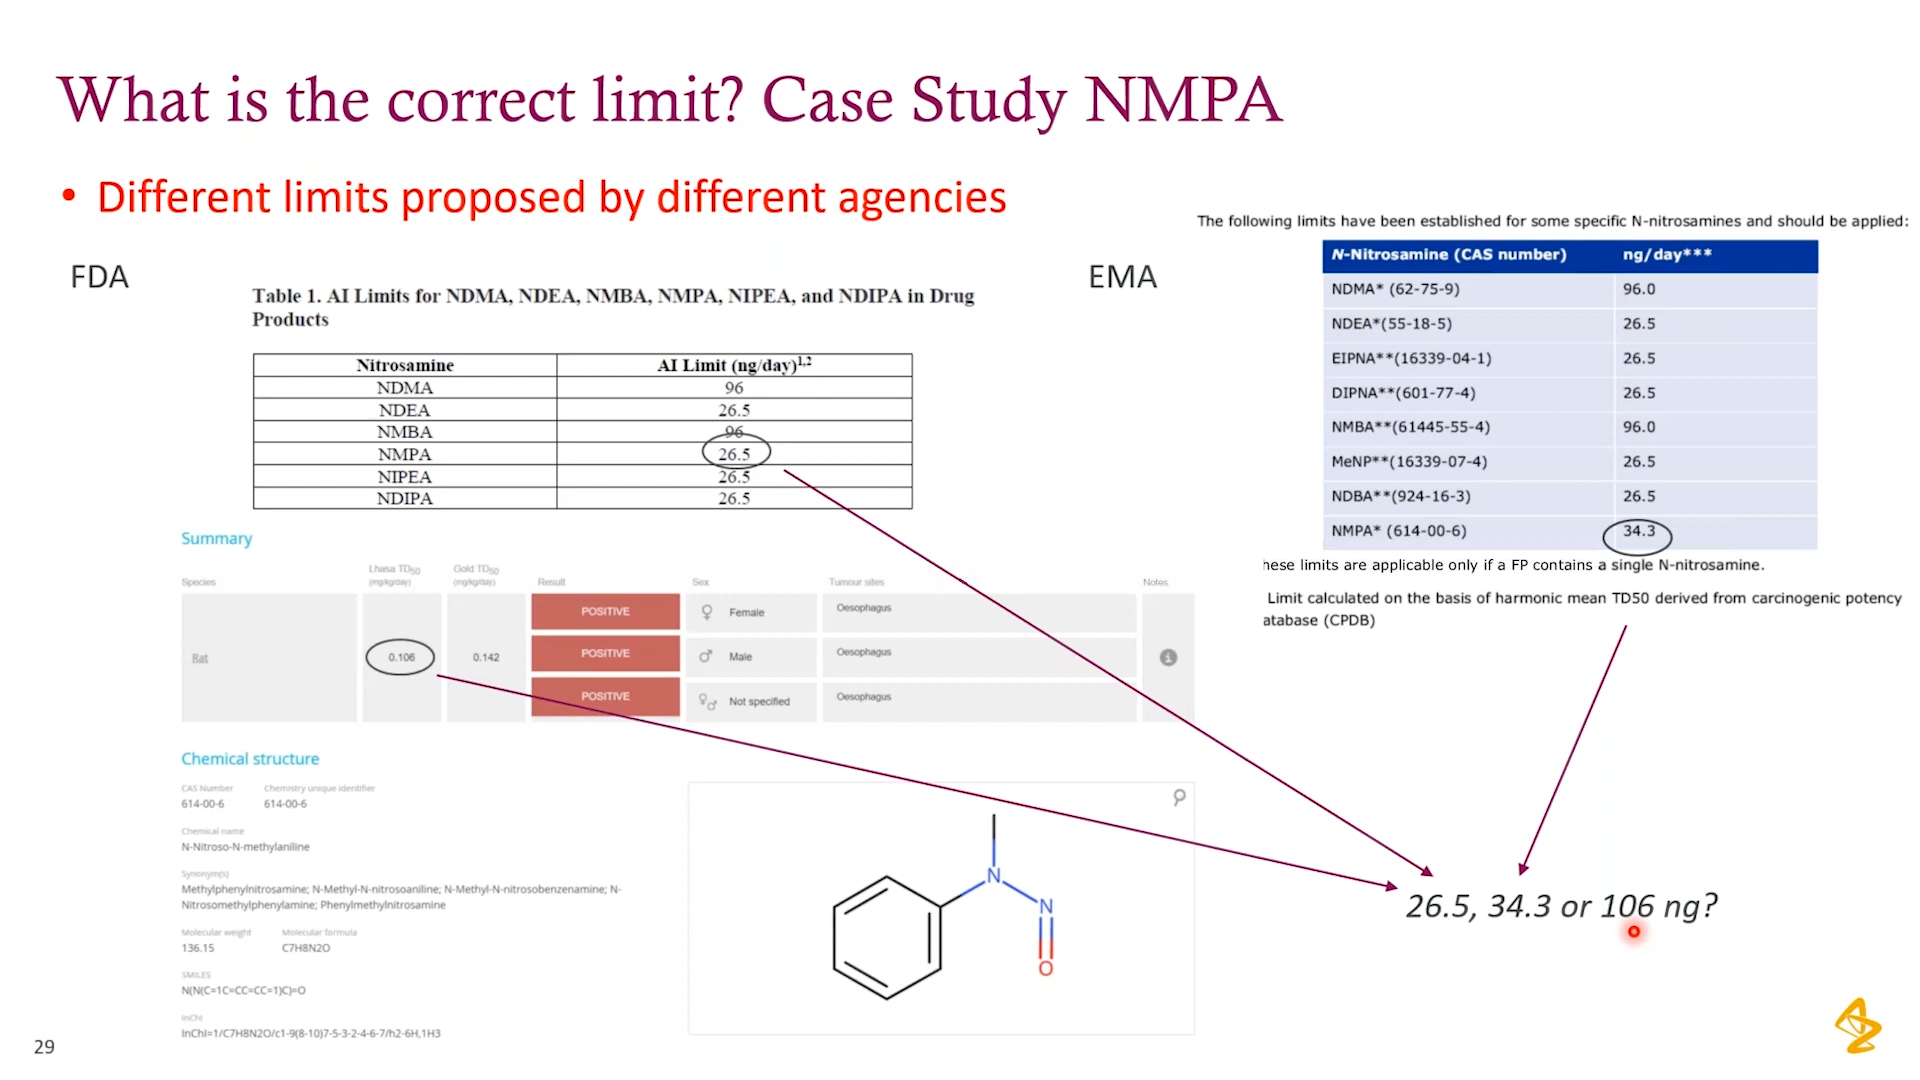 What is the correct limit? Case Study NMPA
• Different limits proposed by different agencies
FDA
Table 1. AI Limits for NDMA, NDEA, NMBA, NMPA, NIPEA, and NDIPA in Drug
Products
Nitrosamine AI Limit (ng/day)1,2
NDMA 96
NDEA 26.5
NMBA 96
NMPA 26.5
NIPEA 26.5
NDIPA 26.5
EMA
The following limits have been established for some specific N-nitrosamines and should be applied:
N-Nitrosamine (CAS number) ng/day***
NDMA* (62-75-9) 96.0
NDEA*(55-18-5) 26.5
EIPNA**(16339-04-1) 26.5
DIPNA**(601-77-4) 26.5
NMBA**(61445-55-4) 96.0
MeNP**(16339-07-4) 26.5
NDBA**(924-16-3) 26.5
NMPA* (614-00-6) 34.3
hese limits are applicable only if a FP contains a single N-nitrosamine.
Limit calculated on the basis of harmonic mean TD50 derived from carcinogenic potency
atabase (CPDB)
Summary
Species Lhasa TD50 (mg/kg/day) Gold TD50 (mg/kg/day) Result Sex Tumour sites Notes
Rat 0.106 0.142
POSITIVE Female Oesophagus
POSITIVE Male Oesophagus
POSITIVE Not specified Oesophagus
Chemical structure
CAS Number Chemistry unique identifier
614-00-6 614-00-6
Chemical name
N-Nitroso-N-methylaniline
Synonym(s)
Methylphenylnitrosamine; N-Methyl-N-nitrosoaniline; N-Methyl-N-nitrosobenzenamine; N-
Nitrosomethylphenylamine; Phenylmethylnitrosamine
Molecular weight Molecular formula
136.15 C7H8N2O
SMILES
N(N(C=1C=CC=CC=1)C)=O
InChI
InChI=1/C7H8N2O/c1-9(8-10)7-5-3-2-4-6-7/h2-6H,1H3
N
N
O
26.5, 34.3 or 106 ng?
29